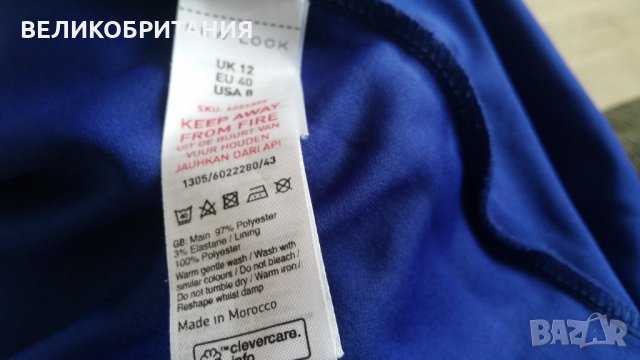 ВЕЛИКОБРИТАНИЯ
LOOK
UK 12
EU 40
USA 8
KEEP AWAY
FROM FIRE
UIT DE BUURT VAN
VUUR HOUDEN
JAUHKAN DARI API
1305/6022280/43
GB: Main 97% Polyester
3% Elastane / Lining
100% Polyester
Warm gentle wash / Wash with
similar colours / Do not bleach /
Do not tumble dry / Warm iron /
Reshape whilst damp
Made in Morocco
™clevercare.
info
BAZAR